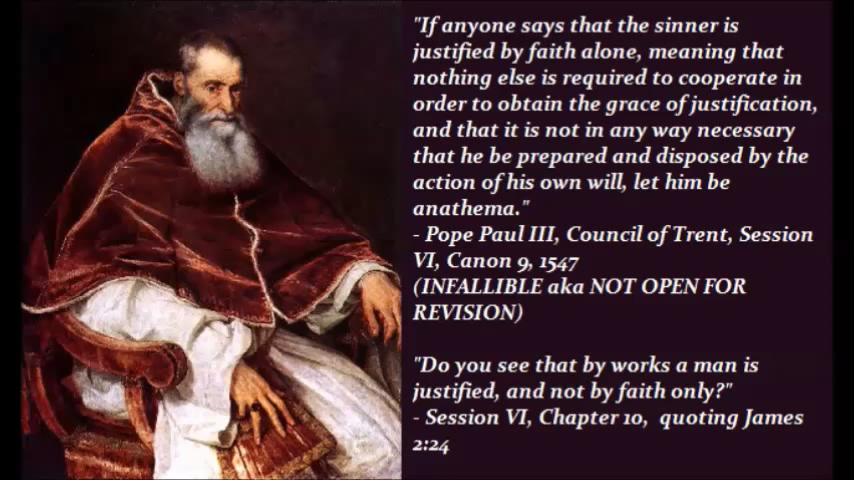 "If anyone says that the sinner is
justified by faith alone, meaning that
nothing else is required to cooperate in
order to obtain the grace of justification,
and that it is not in any way necessary
that he be prepared and disposed by the
action of his own will, let him be
anathema."
- Pope Paul III, Council of Trent, Session
VI, Canon 9, 1547
(INFALLIBLE aka NOT OPEN FOR
REVISION)
"Do you see that by works a man is
justified, and not by faith only?"
- Session VI, Chapter 10, quoting James
2:24